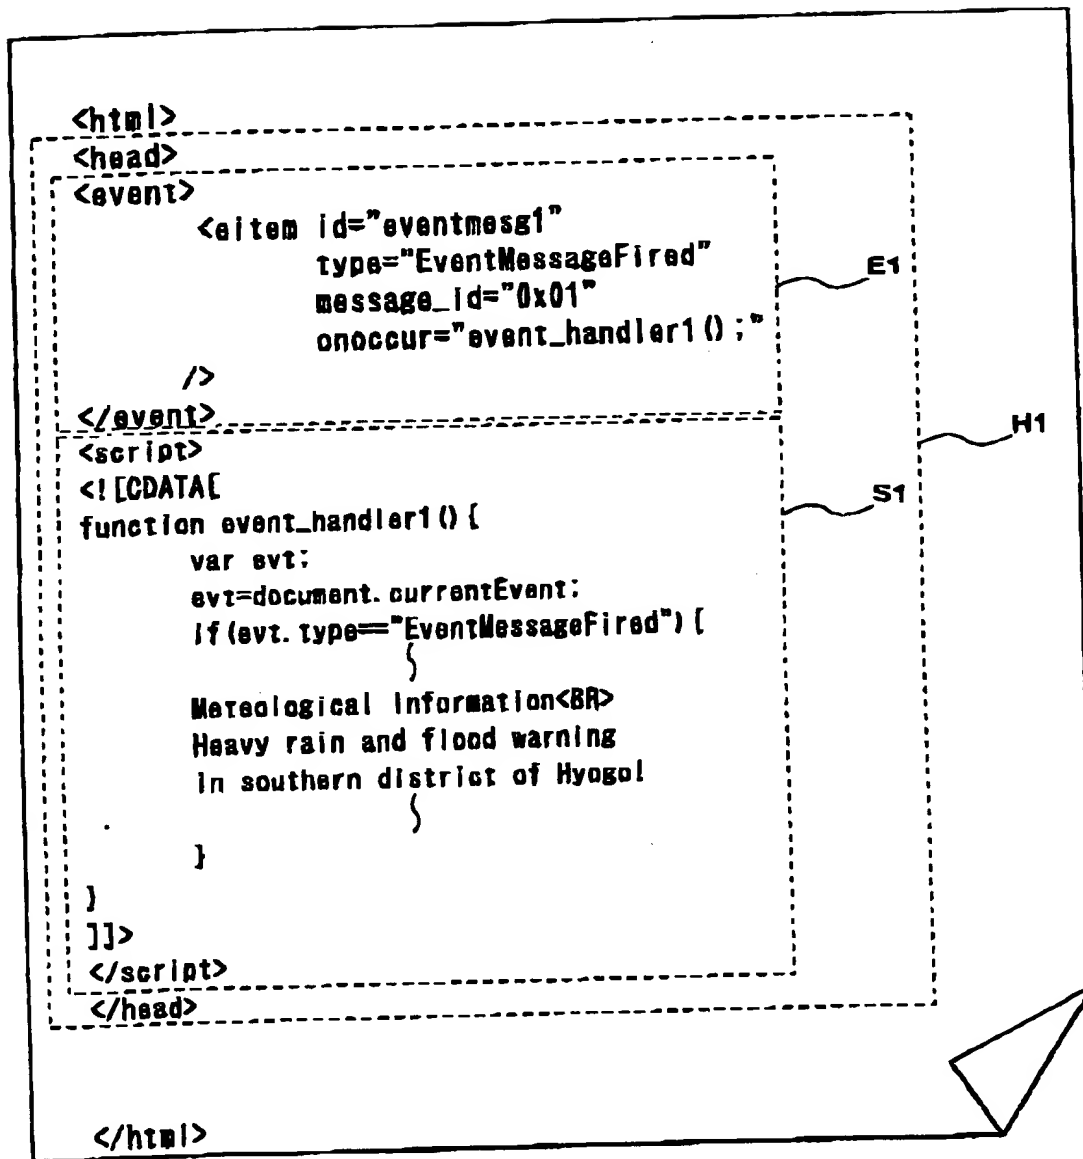 <html>
<head>
<event>
<eitem id="eventmesg1"
type="EventMessageFired"
message_id="0x01"
onoccur="event_handler1();"
/>
</event>
E1
H1
<script>
<![CDATA[
S1
function event_handler1(){
var evt;
evt=document.currentEvent;
if(evt.type=="EventMessageFired"){
Meteological Information<BR>
Heavy rain and flood warning
in southern district of Hyogo!
}
}
]]>
</script>
</head>
</html>